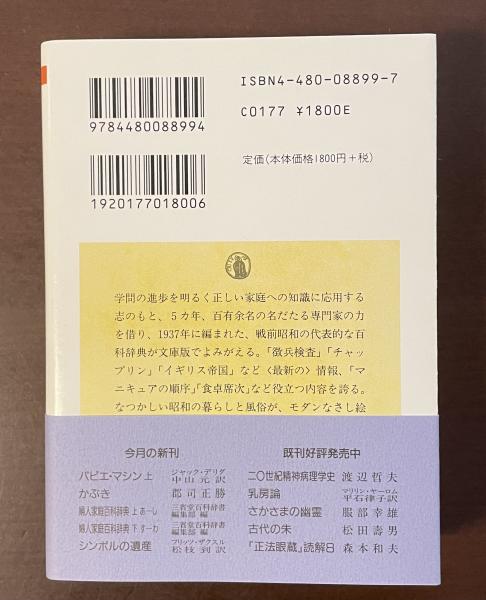 ISBN4-480-08899-7
9784480088994
C0177 ¥1800E
定価(本体価格1800円+税)
1920177018006
学問の進歩を明るく正しい家庭への知識に応用する
志のもと、5カ年、百有余名の名だたる専門家の力
を借り、1937年に編まれた、戦前昭和の代表的な百
科辞典が文庫版でよみがえる。「徴兵検査」「チャッ
プリン」「イギリス帝国」など〈最新の〉情報、「マ
ニキュアの順序」「食卓席次」など役立つ内容を誇る。
なつかしい昭和の暮らしと風俗が、モダンなさし絵
今月の新刊
パピエ・マシン 上 ジャック・デリダ 中山元訳
かぶき 郡司正勝
婦人家庭百科辞典 上 あーし 三省堂百科辞書編集部 編
婦人家庭百科辞典 下 すーわ 三省堂百科辞書編集部 編
シンボルの遺産 フリッツ・ザクスル 松枝到訳
既刊好評発売中
二〇世紀精神病理学史 渡辺哲夫
乳房論 マリリン・ヤーロム 平石律子訳
さかさまの幽霊 服部幸雄
古代の朱 松田壽男
「正法眼蔵」読解8 森本和夫